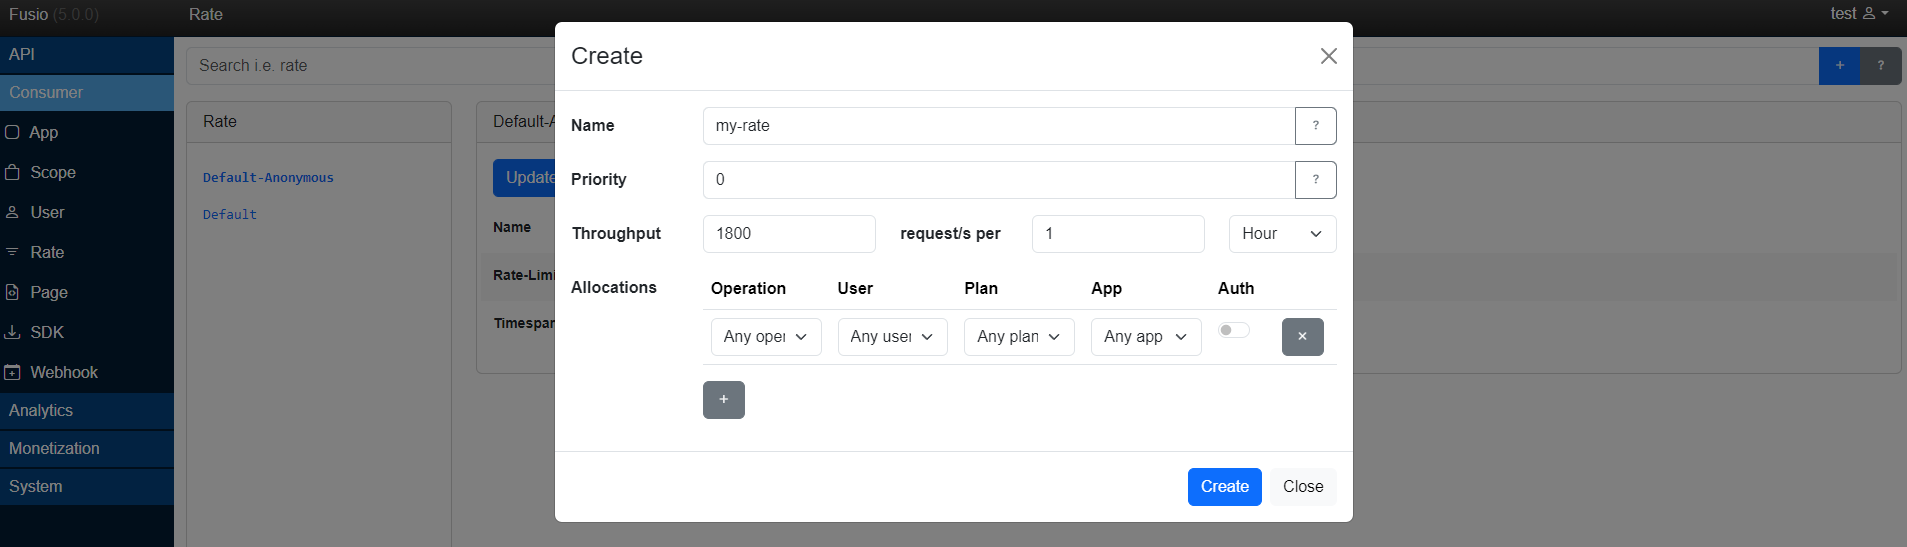 Fusio (5.0.0)
Rate
test
API
Consumer
App
Scope
User
Rate
Page
SDK
Webhook
Analytics
Monetization
System
Search i.e. rate
+
?
Rate
Default-Anonymous
Default
Default-A
Update
Name
Rate-Limi
Timespan
Create
Name
my-rate
?
Priority
0
?
Throughput
1800
request/s per
1
Hour
Allocations
Operation User Plan App Auth
Any oper Any user Any plan Any app
+
Create
Close